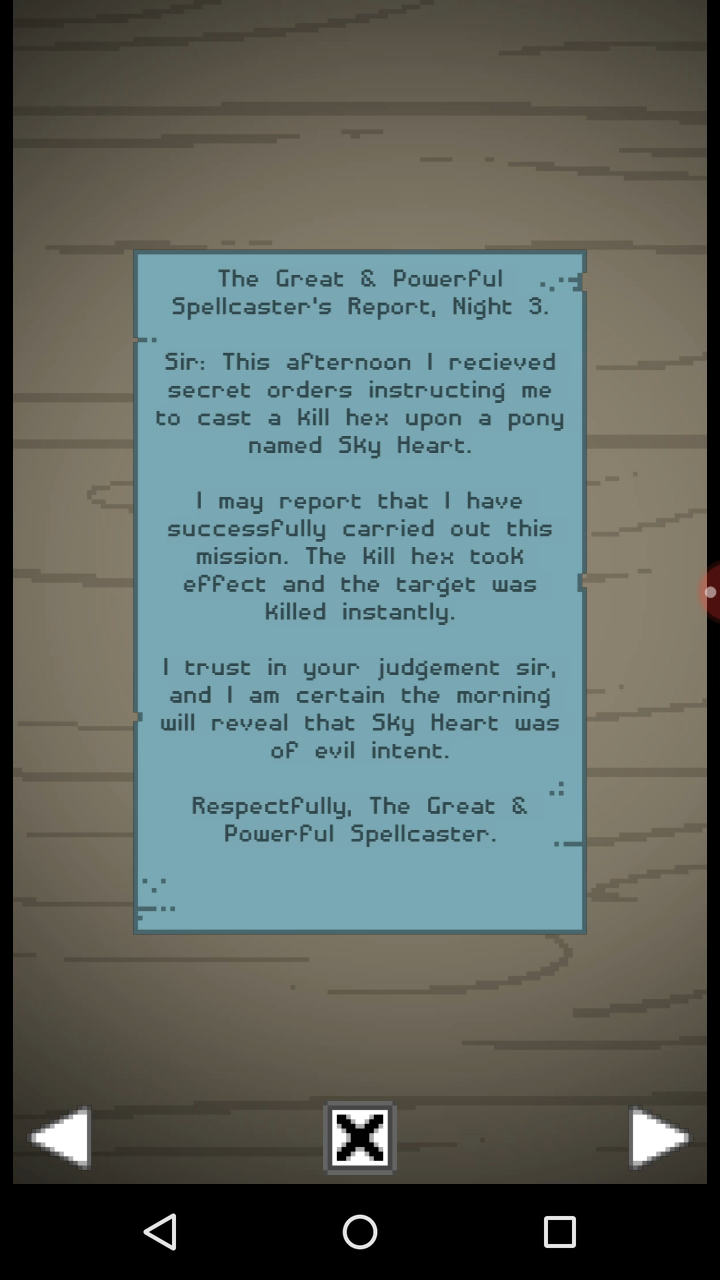 The Great & Powerful
Spellcaster's Report, Night 3.
Sir: This afternoon I recieved
secret orders instructing me
to cast a kill hex upon a pony
named Sky Heart.
I may report that I have
successfully carried out this
mission. The kill hex took
effect and the target was
killed instantly.
I trust in your judgement sir,
and I am certain the morning
will reveal that Sky Heart was
of evil intent.
Respectfully, The Great &
Powerful Spellcaster.